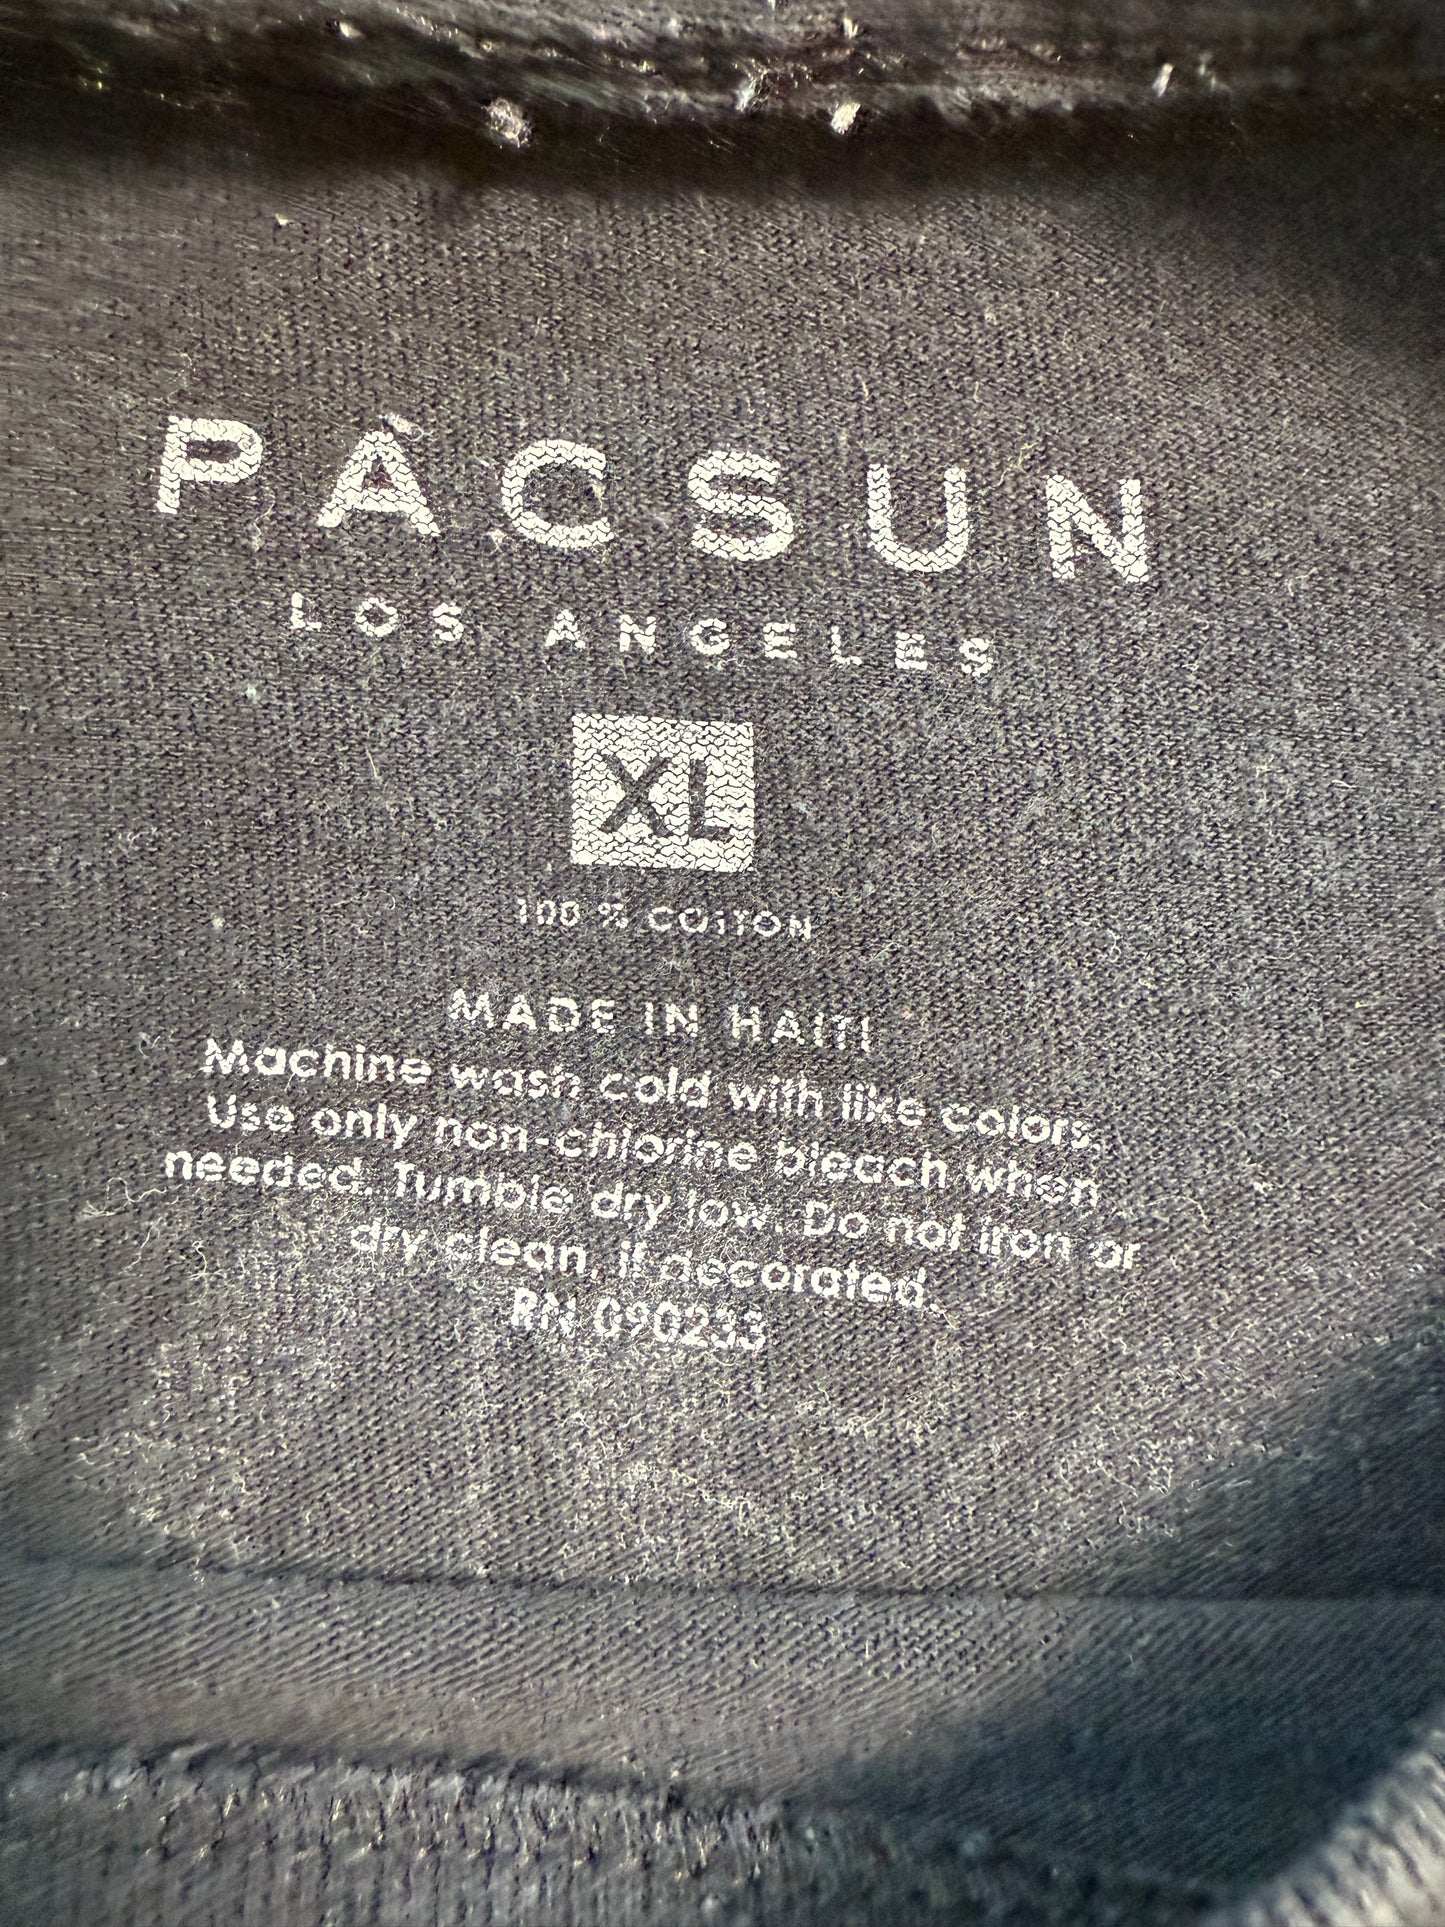 PACSUN
LOS ANGELES
XL
100 % COTTON
MADE IN HAITI
Machine wash cold with like colors.
Use only non-chlorine bleach when
needed. Tumble dry low. Do not iron or
dry clean, if decorated.
RN 090233